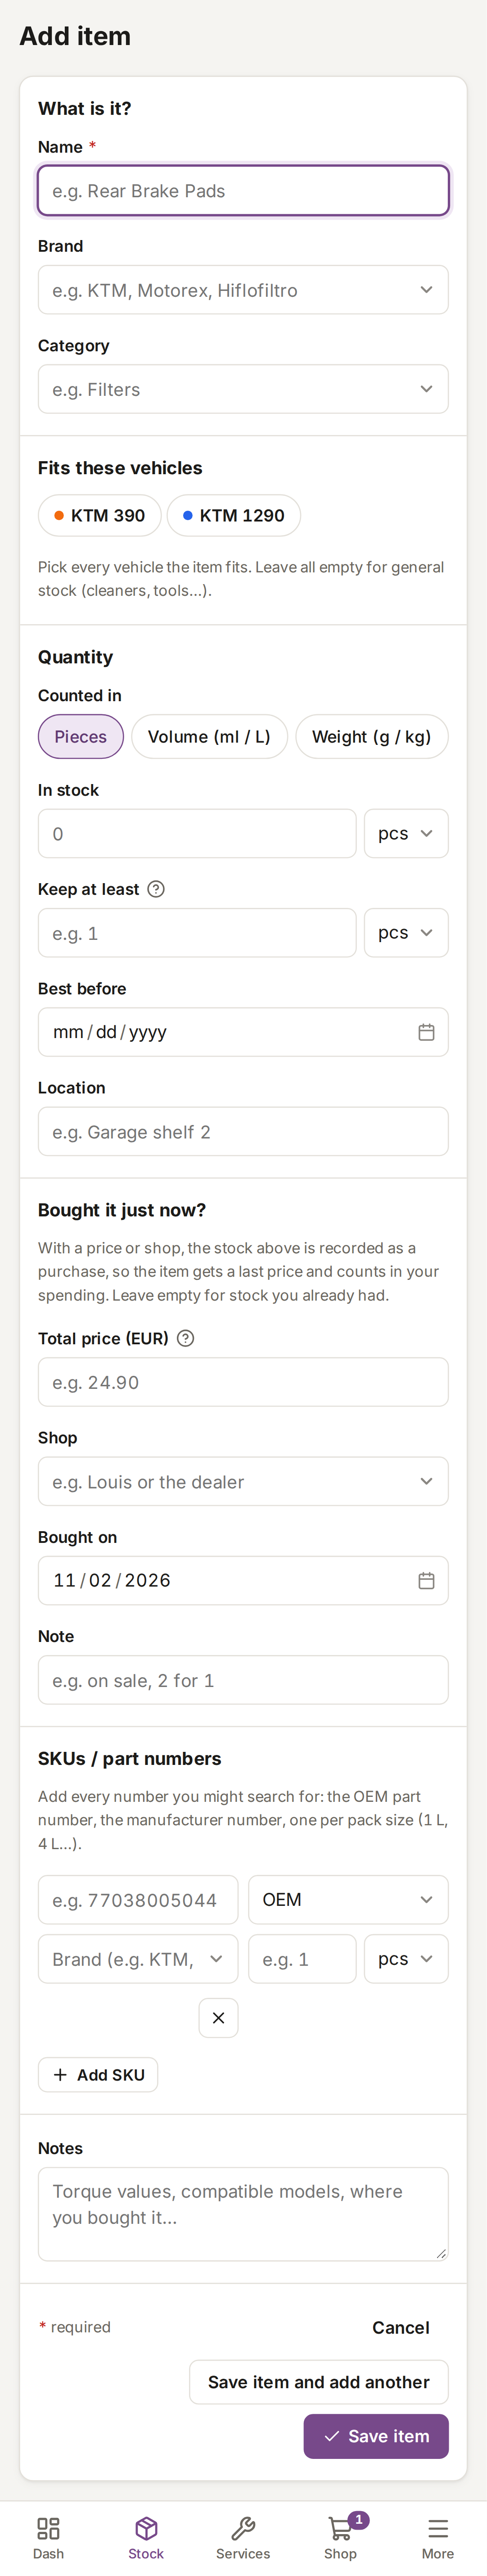 Add item
What is it?
Name *
e.g. Rear Brake Pads
Brand
e.g. KTM, Motorex, Hiflofiltro
Category
e.g. Filters
Fits these vehicles
KTM 390
KTM 1290
Pick every vehicle the item fits. Leave all empty for general
stock (cleaners, tools...).
Quantity
Counted in
Pieces
Volume (ml / L)
Weight (g / kg)
In stock
0
pcs
Keep at least ?
e.g. 1
pcs
Best before
mm/dd/yyyy
Location
e.g. Garage shelf 2
Bought it just now?
With a price or shop, the stock above is recorded as a
purchase, so the item gets a last price and counts in your
spending. Leave empty for stock you already had.
Total price (EUR) ?
e.g. 24.90
Shop
e.g. Louis or the dealer
Bought on
11/02/2026
Note
e.g. on sale, 2 for 1
SKUs / part numbers
Add every number you might search for: the OEM part
number, the manufacturer number, one per pack size (1 L,
4 L...).
e.g. 77038005044
OEM
Brand (e.g. KTM,
e.g. 1
pcs
Add SKU
Notes
Torque values, compatible models, where
you bought it...
* required
Cancel
Save item and add another
Save item
1
Dash
Stock
Services
Shop
More